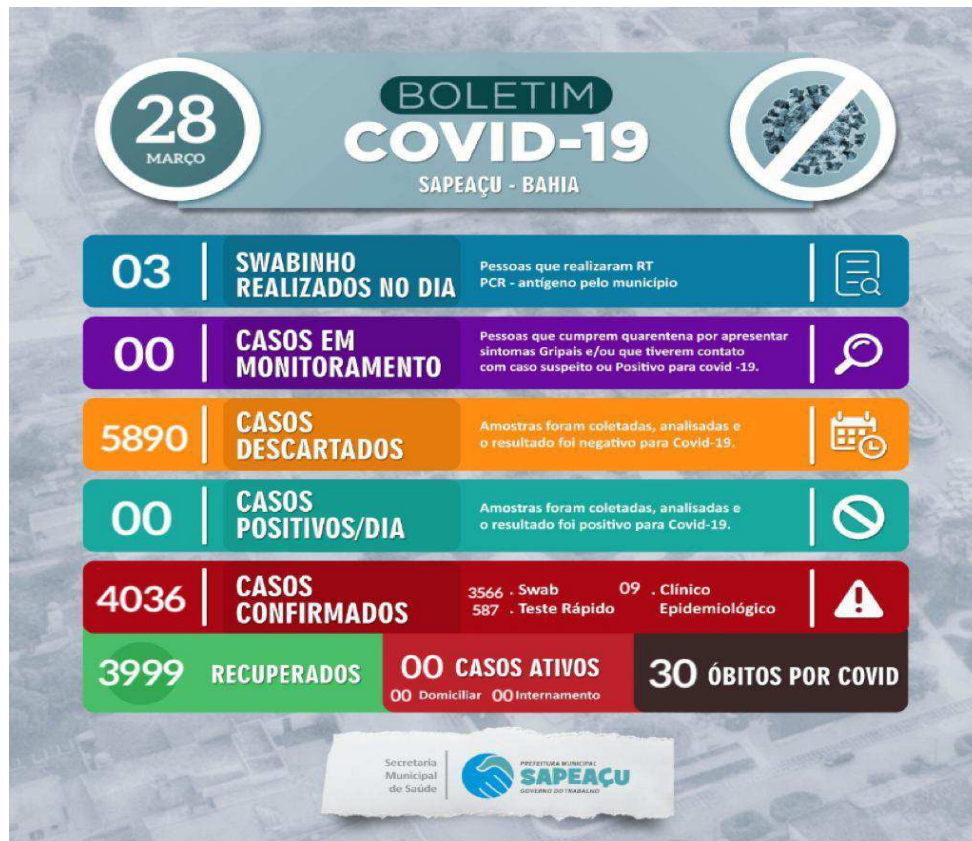 28
MARÇO
BOLETIM
COVID-19
SAPEAÇU - BAHIA
03
SWABINHO
REALIZADOS NO DIA
Pessoas que realizaram RT
PCR - antígeno pelo município
00
CASOS EM
MONITORAMENTO
Pessoas que cumprem quarentena por apresentar
sintomas Gripais e/ou que tiverem contato
com caso suspeito ou Positivo para covid -19.
5890
CASOS
DESCARTADOS
Amostras foram coletadas, analisadas e
o resultado foi negativo para Covid-19.
00
CASOS
POSITIVOS/DIA
Amostras foram coletadas, analisadas e
o resultado foi positivo para Covid-19.
4036
CASOS
CONFIRMADOS
3566 . Swab
587 . Teste Rápido
09 . Clínico
Epidemiológico
3999 RECUPERADOS
00 CASOS ATIVOS
00 Domiciliar 00 Internamento
30 ÓBITOS POR COVID
Secretaria
Municipal
de Saúde
PREFEITURA MUNICIPAL
SAPEAÇU
GOVERNO DO TRABALHO